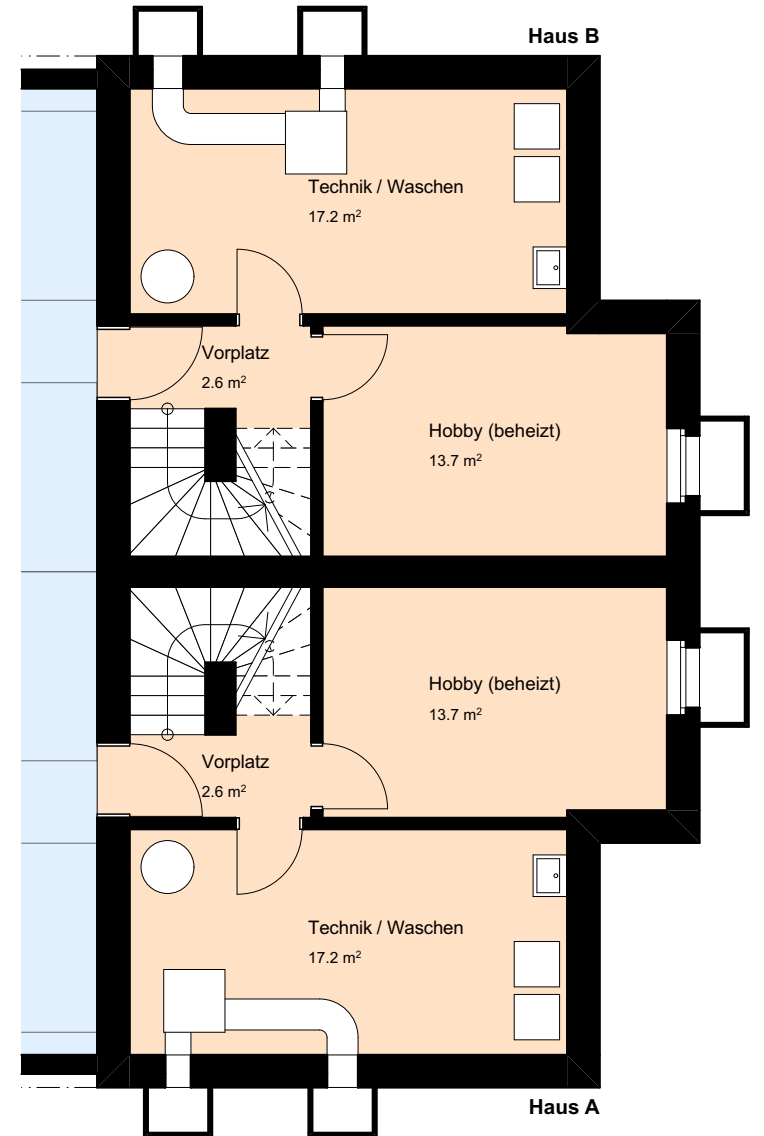 Haus B
Technik / Waschen
17.2 m²
Vorplatz
2.6 m²
Hobby (beheizt)
13.7 m²
Hobby (beheizt)
13.7 m²
Vorplatz
2.6 m²
Technik / Waschen
17.2 m²
Haus A